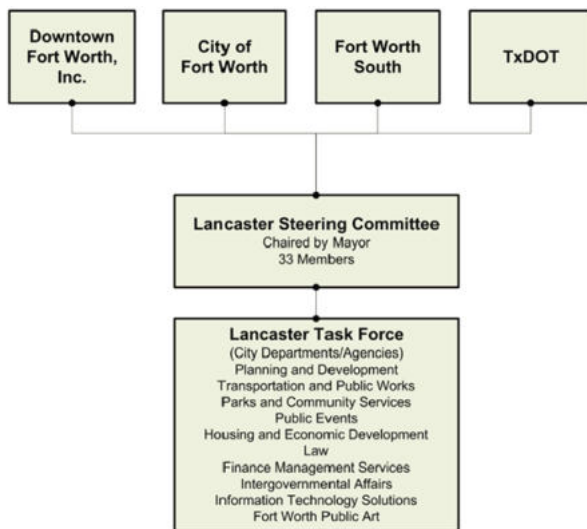 Downtown
Fort Worth,
Inc.
City of
Fort Worth
Fort Worth
South
TxDOT
Lancaster Steering Committee
Chaired by Mayor
33 Members
Lancaster Task Force
(City Departments/Agencies)
Planning and Development
Transportation and Public Works
Parks and Community Services
Public Events
Housing and Economic Development
Law
Finance Management Services
Intergovernmental Affairs
Information Technology Solutions
Fort Worth Public Art